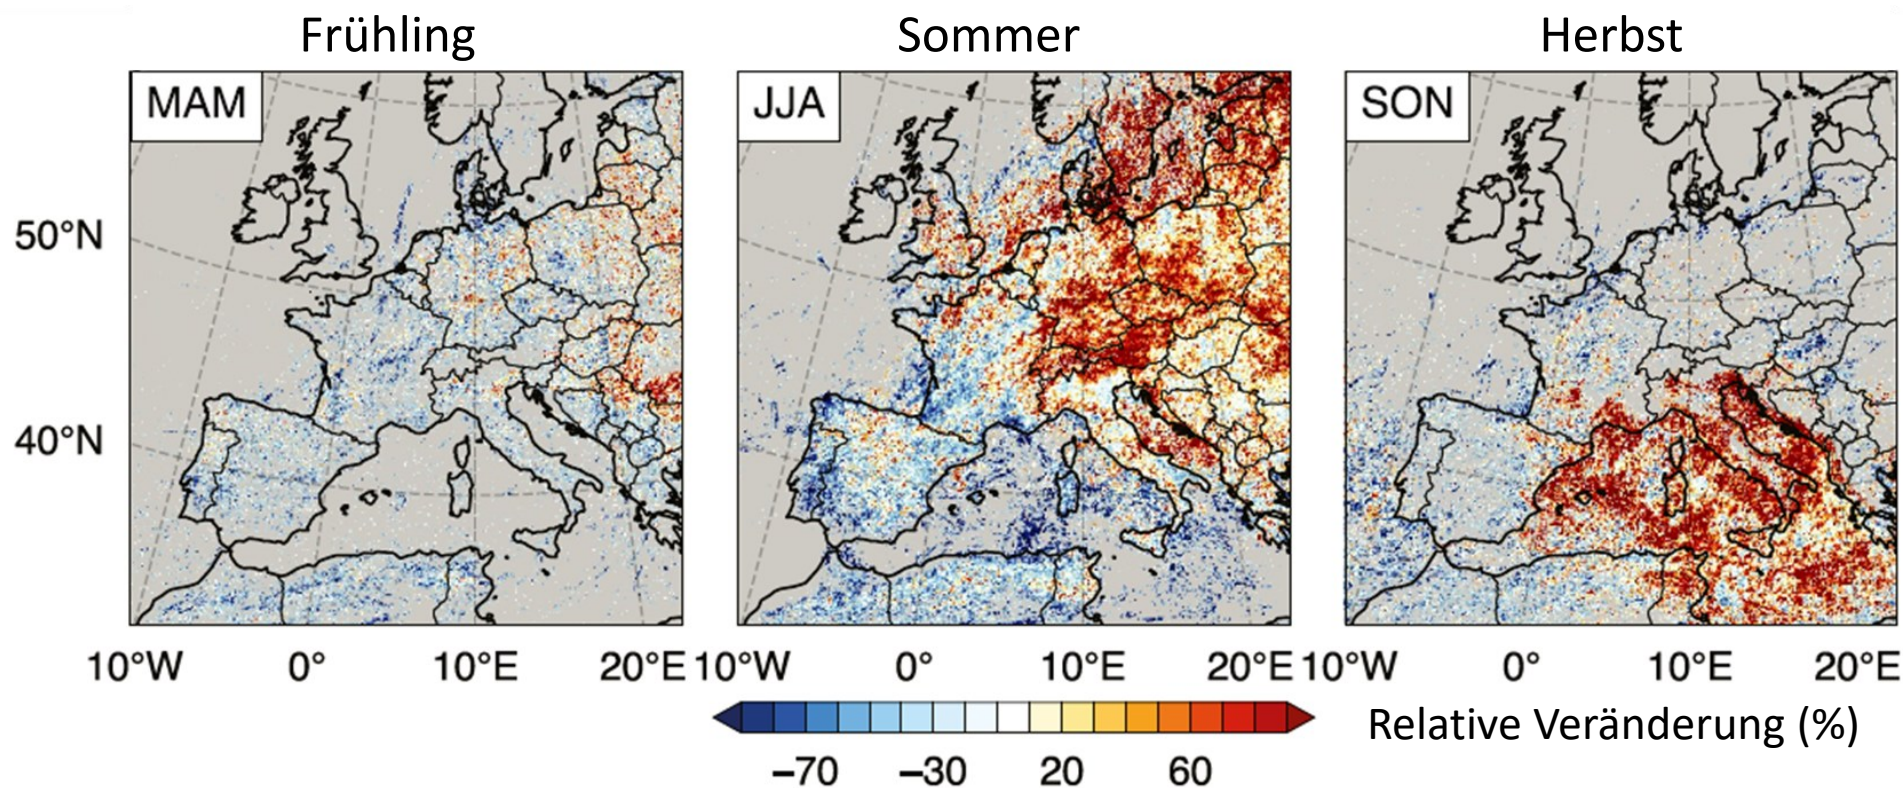 Frühling Sommer Herbst
MAM JJA SON
50°N
40°N
10°W 0° 10°E 20°E 10°W 0° 10°E 20°E 10°W 0° 10°E 20°E
Relative Veränderung (%)
−70 −30 20 60